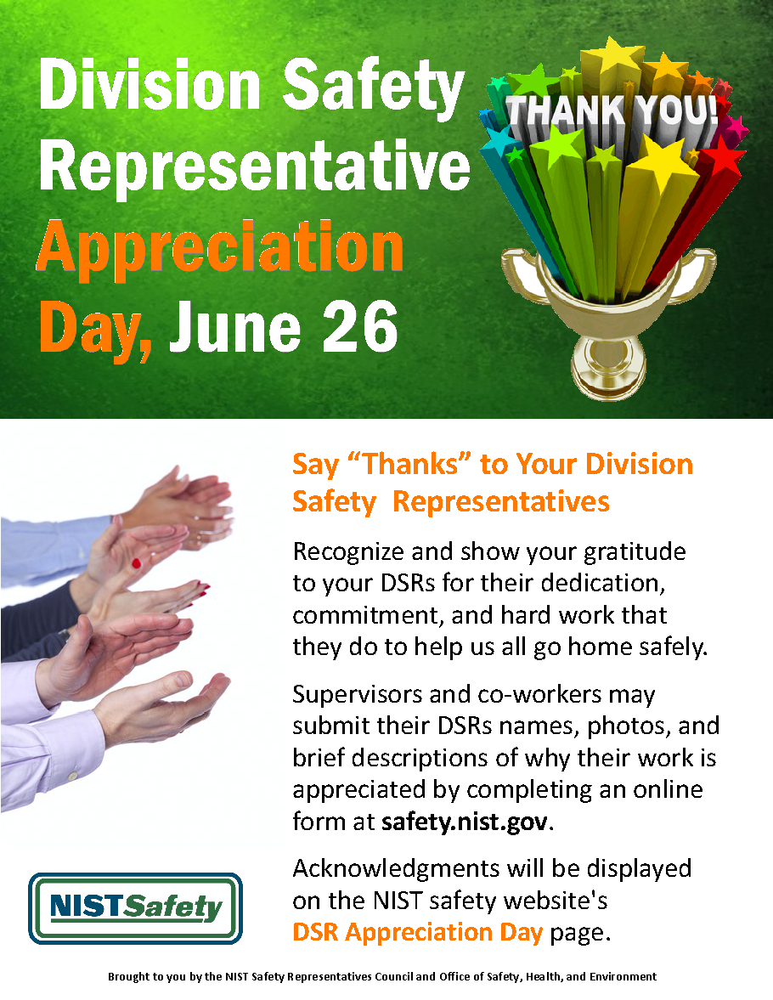 Division Safety
Representative
Appreciation
Day, June 26
THANK YOU!
Say “Thanks” to Your Division
Safety Representatives
Recognize and show your gratitude
to your DSRs for their dedication,
commitment, and hard work that
they do to help us all go home safely.
Supervisors and co-workers may
submit their DSRs names, photos, and
brief descriptions of why their work is
appreciated by completing an online
form at safety.nist.gov.
Acknowledgments will be displayed
on the NIST safety website's
DSR Appreciation Day page.
NISTSafety
Brought to you by the NIST Safety Representatives Council and Office of Safety, Health, and Environment